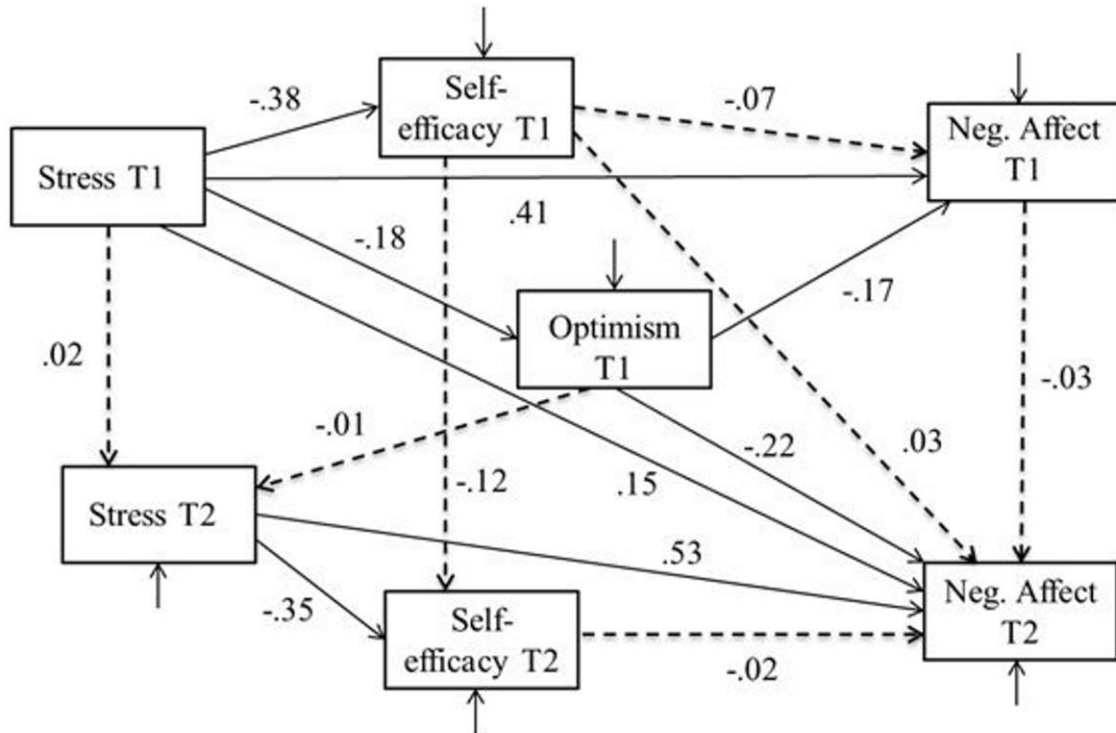 Self-
efficacy T1
-.38
-.07
Neg. Affect
T1
Stress T1
.41
-.18
-.17
Optimism
T1
.02
-.03
-.01
-.22
.03
-.12
.15
Stress T2
.53
-.35
Self-
efficacy T2
-.02
Neg. Affect
T2